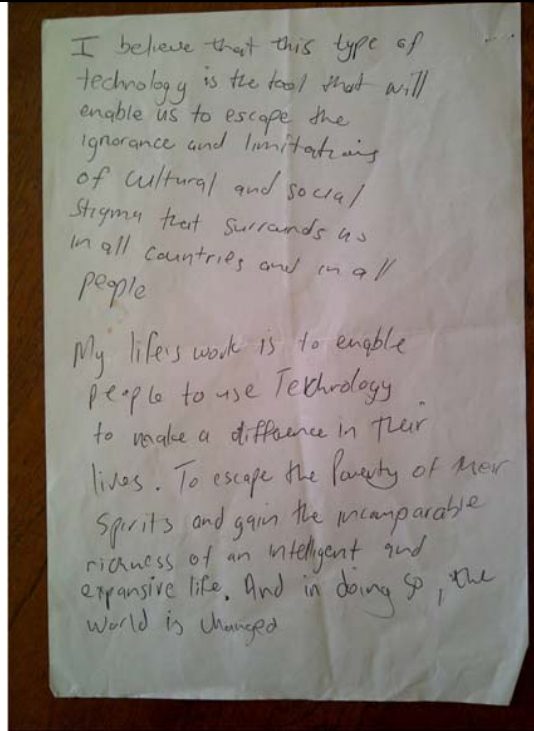 I believe that this type of
technology is the tool that will
enable us to escape the
ignorance and limitations
of cultural and social
stigma that surrounds us
in all countries and in all
people
My life's work is to enable
people to use Technology
to make a difference in their
lives. To escape the Poverty of their
Spirits and gain the incomparable
richness of an intelligent and
expansive life. And in doing so, the
world is changed